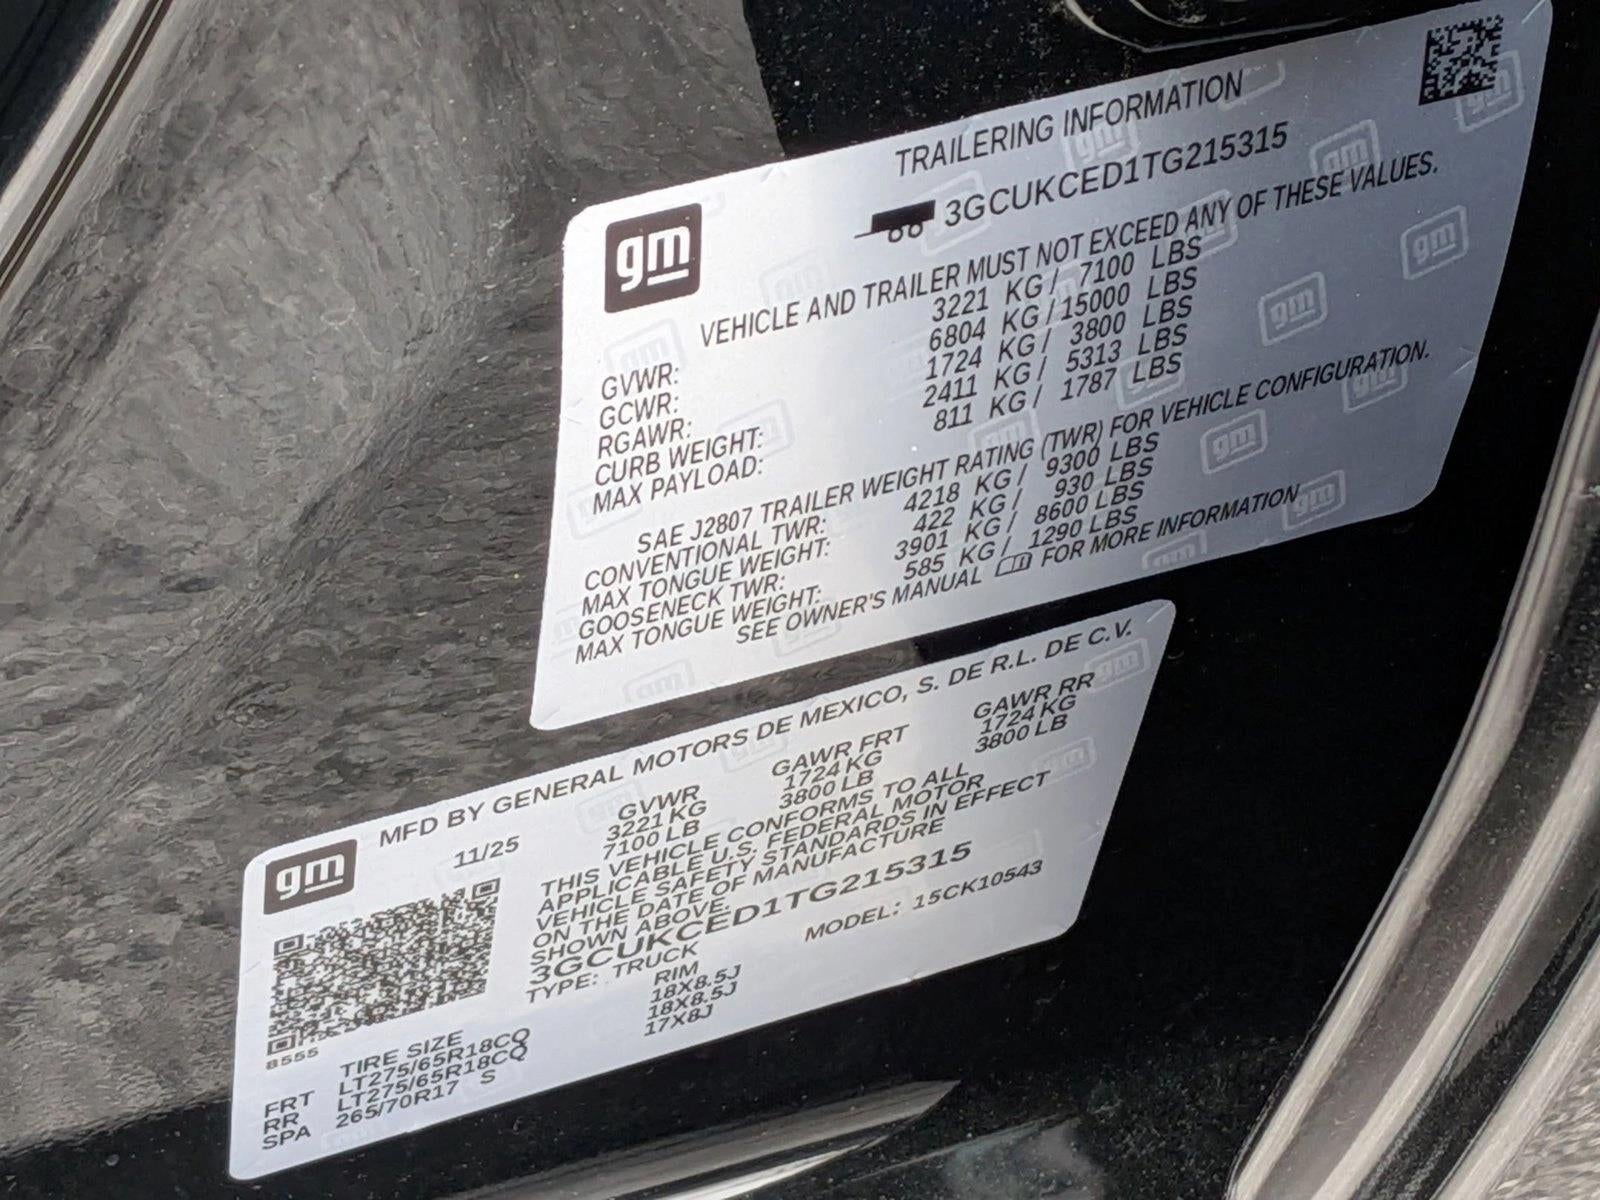 TRAILERING INFORMATION
gm
3GCUKCED1TG215315
VEHICLE AND TRAILER MUST NOT EXCEED ANY OF THESE VALUES.
GVWR: 3221 KG / 7100 LBS
GCWR: 6804 KG / 15000 LBS
RGAWR: 1724 KG / 3800 LBS
CURB WEIGHT: 2411 KG / 5313 LBS
MAX PAYLOAD: 811 KG / 1787 LBS
SAE J2807 TRAILER WEIGHT RATING (TWR) FOR VEHICLE CONFIGURATION.
CONVENTIONAL TWR: 4218 KG / 9300 LBS
MAX TONGUE WEIGHT: 422 KG / 930 LBS
GOOSENECK TWR: 3901 KG / 8600 LBS
MAX TONGUE WEIGHT: 585 KG / 1290 LBS
SEE OWNER'S MANUAL FOR MORE INFORMATION
gm
MFD BY GENERAL MOTORS DE MEXICO, S. DE R.L. DE C.V.
11/25
GVWR GAWR FRT GAWR RR
3221 KG 1724 KG 1724 KG
7100 LB 3800 LB 3800 LB
THIS VEHICLE CONFORMS TO ALL
APPLICABLE U.S. FEDERAL MOTOR
VEHICLE SAFETY STANDARDS IN EFFECT
ON THE DATE OF MANUFACTURE
SHOWN ABOVE.
3GCUKCED1TG215315
TYPE: TRUCK MODEL: 15CK10543
8555
TIRE SIZE RIM
FRT LT275/65R18CQ 18X8.5J
RR LT275/65R18CQ 18X8.5J
SPA 265/70R17 S 17X8J